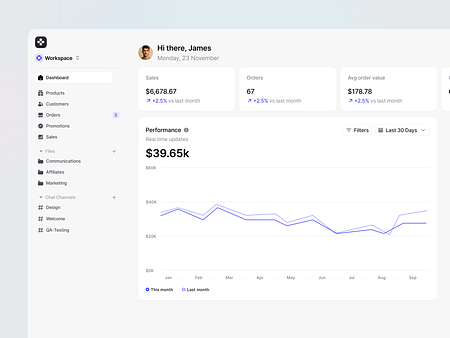 Workspace
Dashboard
Products
Customers
Orders
5
Promotions
Sales
Files
Communications
Affiliates
Marketing
Chat Channels
Design
Welcome
QA-Testing
Hi there, James
Monday, 23 November
Sales
$6,678.67
+2.5% vs last month
Orders
67
+2.5% vs last month
Avg order value
$178.78
+2.5% vs last month
Performance
Real time updates
Filters
Last 30 Days
$39.65k
$60K
$40K
$20K
$0K
Jan Feb Mar Apr May Jun Jul Aug Sep
This month Last month